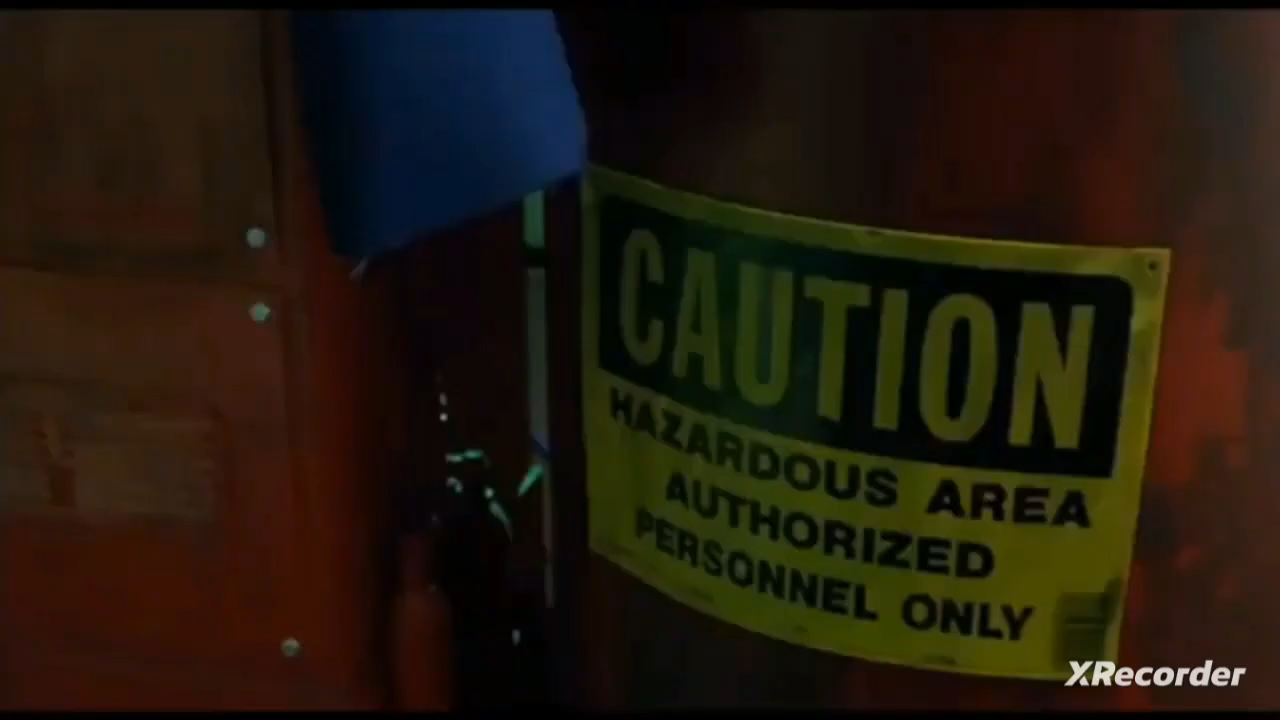 CAUTION
HAZARDOUS AREA
AUTHORIZED
PERSONNEL ONLY
XRecorder